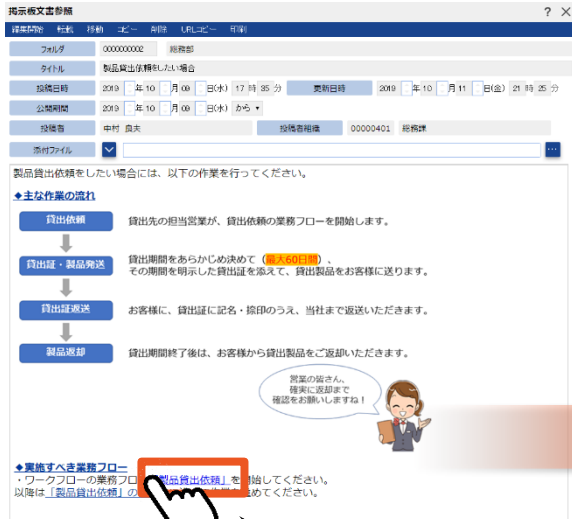 掲示板文書参照 ? ×
編集開始 転載 移動 コピー 削除 URLコピー 印刷
フォルダ 0000000002 総務部
タイトル 製品貸出依頼をしたい場合
投稿日時 2019 年 10 月 09 日(水) 17 時 35 分 更新日時 2019 年 10 月 11 日(金) 21 時 25 分
公開期間 2019 年 10 月 09 日(水) から
投稿者 中村 良夫 投稿者組織 00000401 総務課
添付ファイル
製品貸出依頼をしたい場合には、以下の作業を行ってください。
◆主な作業の流れ
貸出依頼 貸出先の担当営業が、貸出依頼の業務フローを開始します。
貸出証・製品発送 貸出期間をあらかじめ決めて（最大60日間）、
その期間を明示した貸出証を添えて、貸出製品をお客様に送ります。
貸出証返送 お客様に、貸出証に記名・捺印のうえ、当社まで返送いただきます。
製品返却 貸出期間終了後は、お客様から貸出製品をご返却いただきます。
営業の皆さん、
確実に返却まで
確認をお願いしますね！
◆実施すべき業務フロー
・ワークフローの業務フロ 製品貸出依頼」を 始してください。
以降は「製品貸出依頼」の めてください。